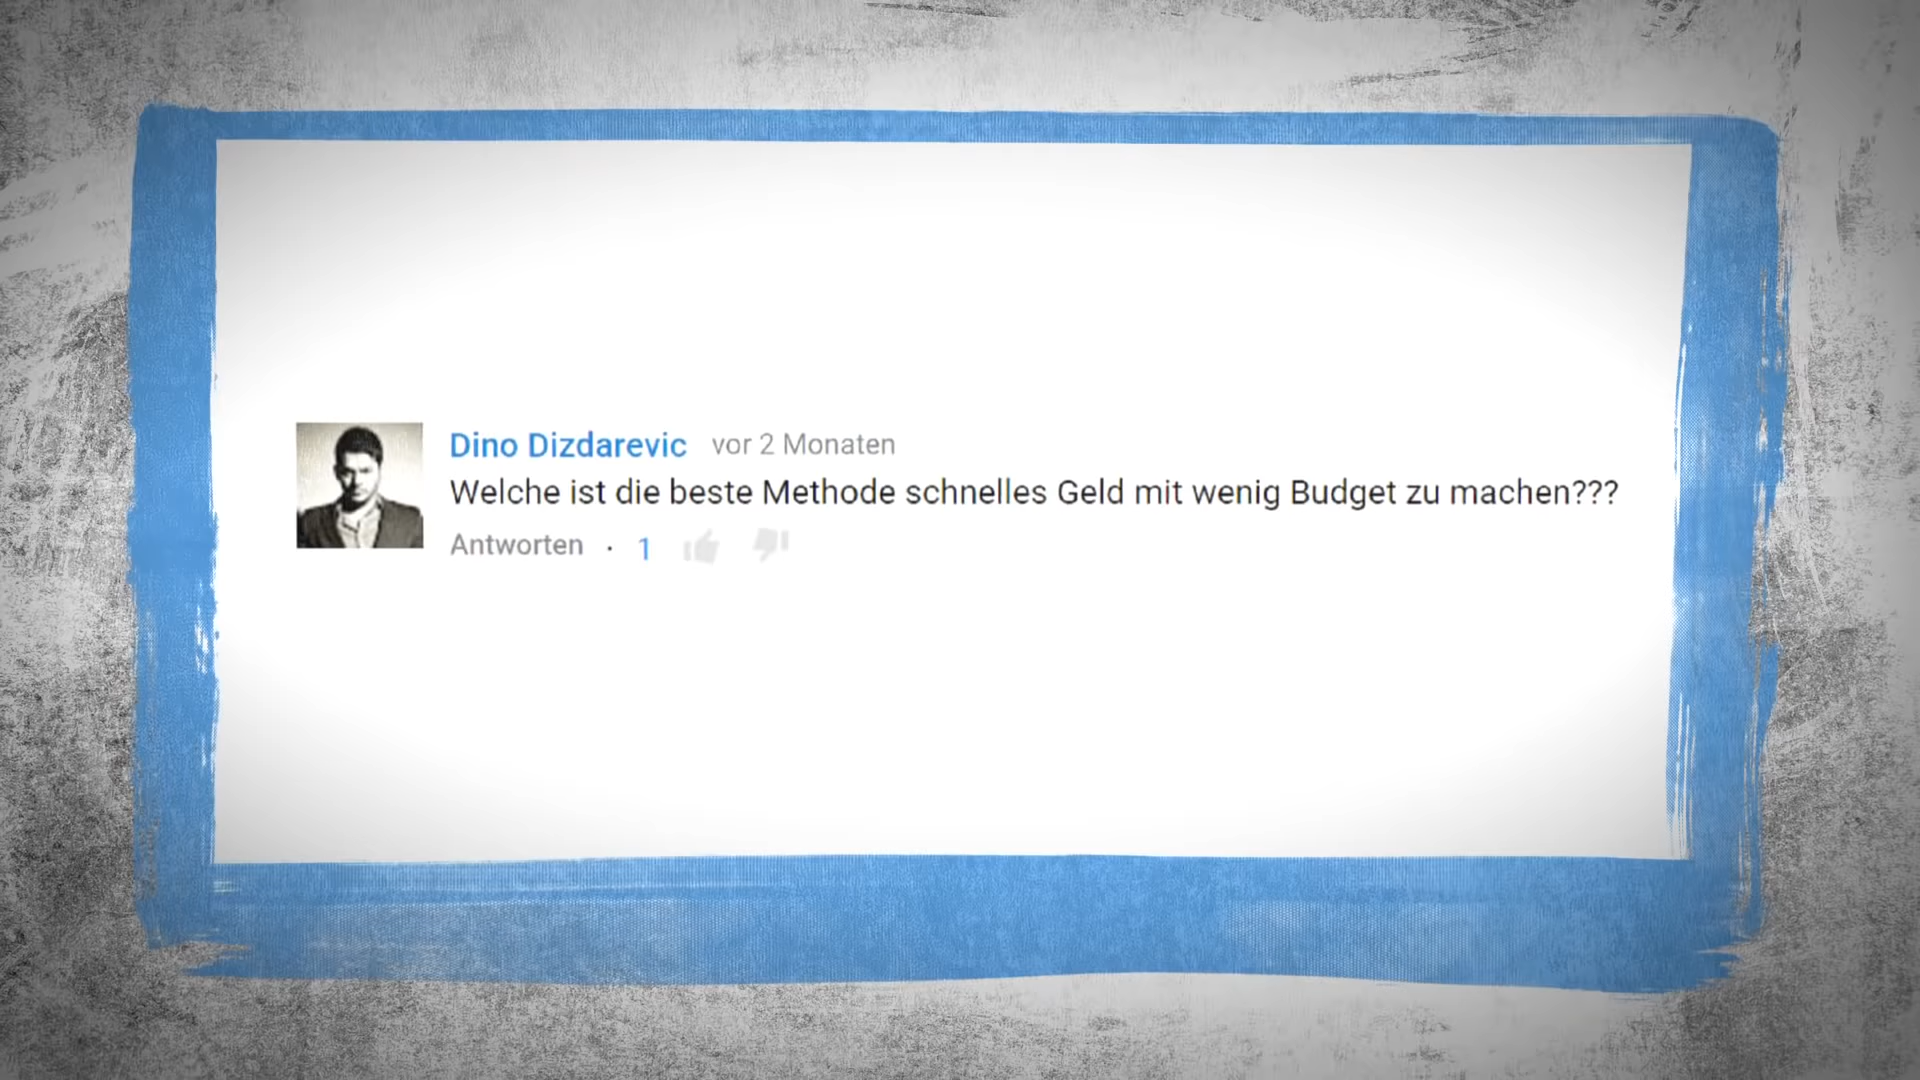 Dino Dizdarevic vor 2 Monaten
Welche ist die beste Methode schnelles Geld mit wenig Budget zu machen???
Antworten · 1